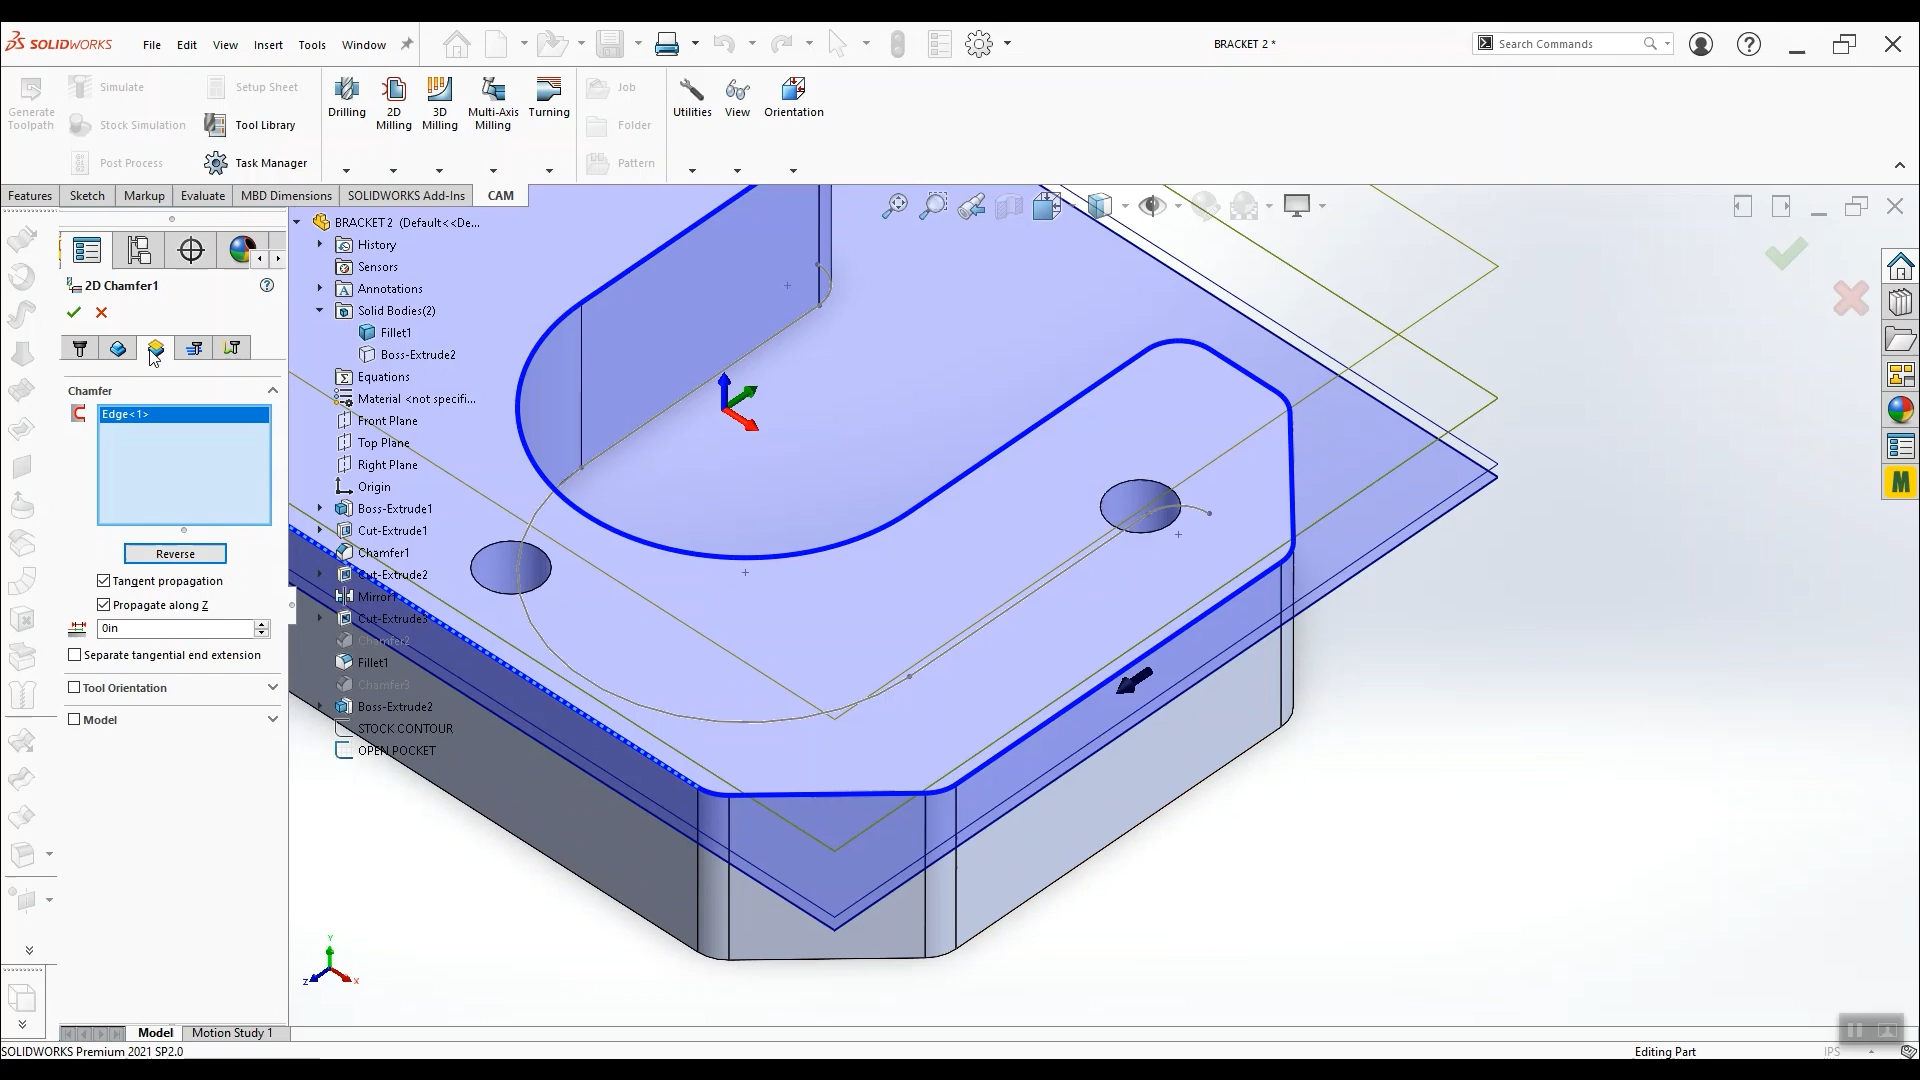 SOLIDWORKS
File
Edit
View
Insert
Tools
Window
BRACKET 2 *
Search Commands
Generate
Toolpath
Simulate
Stock Simulation
Post Process
Setup Sheet
Tool Library
Task Manager
Drilling
2D
Milling
3D
Milling
Multi-Axis
Milling
Turning
Job
Folder
Pattern
Utilities
View
Orientation
Features
Sketch
Markup
Evaluate
MBD Dimensions
SOLIDWORKS Add-Ins
CAM
2D Chamfer1
Chamfer
Edge<1>
Reverse
Tangent propagation
Propagate along Z
0in
Separate tangential end extension
Tool Orientation
Model
BRACKET 2 (Default<<De...
History
Sensors
Annotations
Solid Bodies(2)
Fillet1
Boss-Extrude2
Equations
Material <not specifi...
Front Plane
Top Plane
Right Plane
Origin
Boss-Extrude1
Cut-Extrude1
Chamfer1
Cut-Extrude2
Mirror1
Cut-Extrude3
Chamfer2
Fillet1
Chamfer3
Boss-Extrude2
STOCK CONTOUR
OPEN POCKET
Y
Z
X
M
Model
Motion Study 1
SOLIDWORKS Premium 2021 SP2.0
Editing Part
IPS